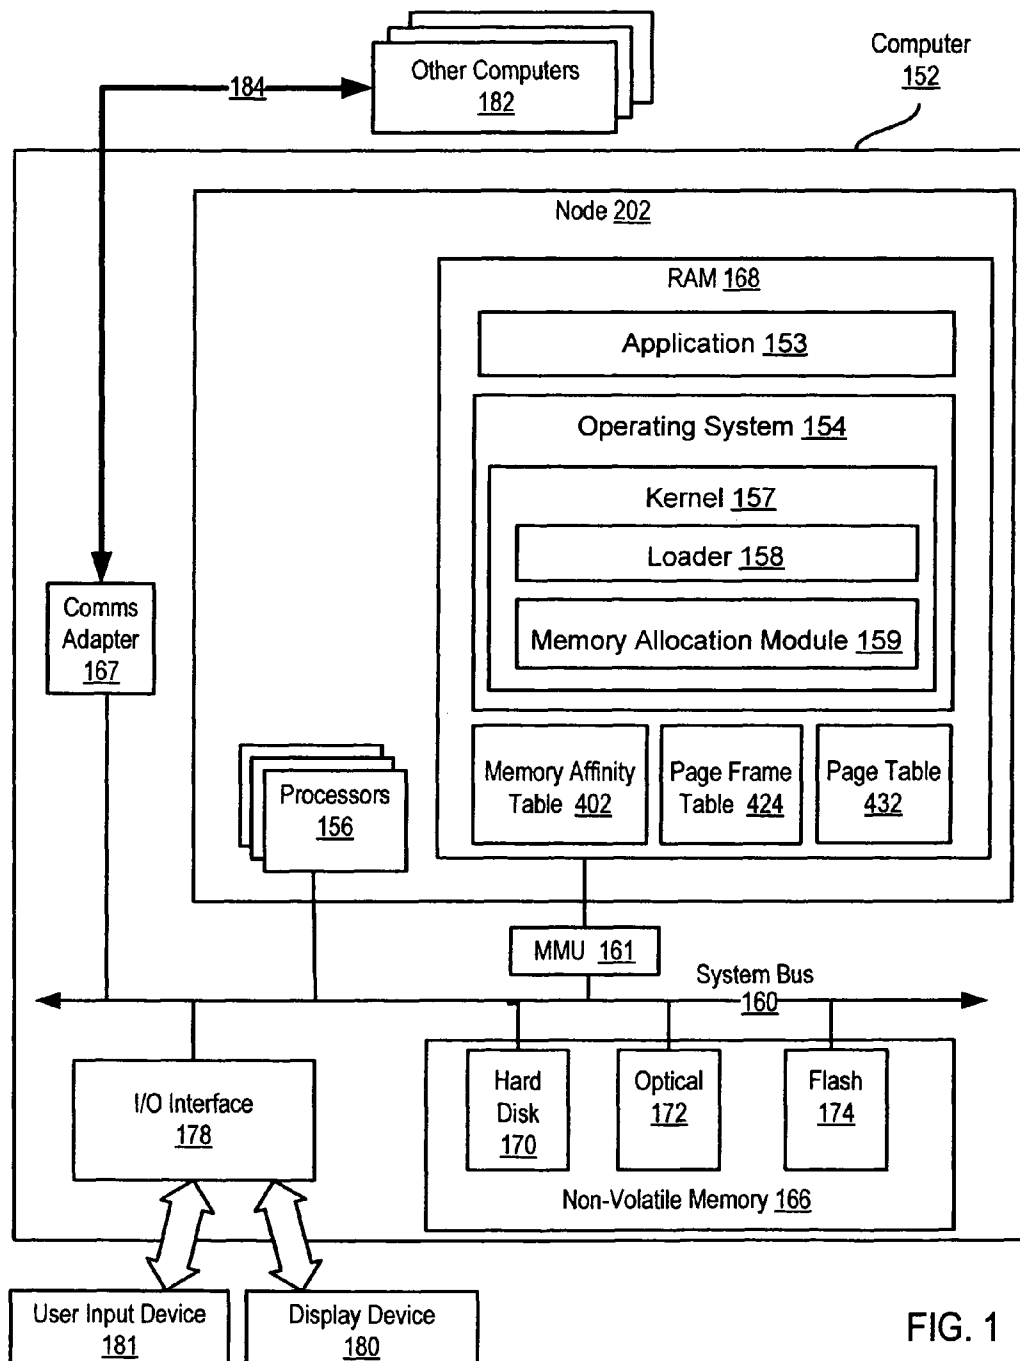 Other Computers
182
184
Computer
152
Node 202
RAM 168
Application 153
Operating System 154
Kernel 157
Loader 158
Memory Allocation Module 159
Comms
Adapter
167
Memory Affinity
Table 402
Page Frame
Table 424
Page Table
432
Processors
156
MMU 161
System Bus
160
I/O Interface
178
Hard
Disk
170
Optical
172
Flash
174
Non-Volatile Memory 166
User Input Device
181
Display Device
180
FIG. 1